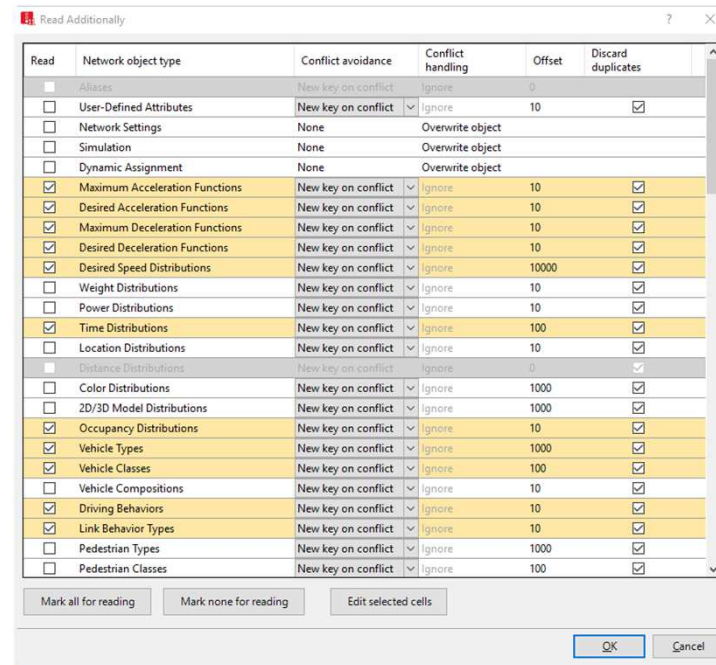 Read Additionally ? ×
Read Network object type Conflict avoidance Conflict handling Offset Discard duplicates
Aliases New key on conflict Ignore 0
User-Defined Attributes New key on conflict Ignore 10
Network Settings None Overwrite object
Simulation None Overwrite object
Dynamic Assignment None Overwrite object
Maximum Acceleration Functions New key on conflict Ignore 10
Desired Acceleration Functions New key on conflict Ignore 10
Maximum Deceleration Functions New key on conflict Ignore 10
Desired Deceleration Functions New key on conflict Ignore 10
Desired Speed Distributions New key on conflict Ignore 10000
Weight Distributions New key on conflict Ignore 10
Power Distributions New key on conflict Ignore 10
Time Distributions New key on conflict Ignore 100
Location Distributions New key on conflict Ignore 10
Distance Distributions New key on conflict Ignore 0
Color Distributions New key on conflict Ignore 1000
2D/3D Model Distributions New key on conflict Ignore 1000
Occupancy Distributions New key on conflict Ignore 10
Vehicle Types New key on conflict Ignore 1000
Vehicle Classes New key on conflict Ignore 100
Vehicle Compositions New key on conflict Ignore 10
Driving Behaviors New key on conflict Ignore 10
Link Behavior Types New key on conflict Ignore 10
Pedestrian Types New key on conflict Ignore 1000
Pedestrian Classes New key on conflict Ignore 100
Mark all for reading Mark none for reading Edit selected cells
OK Cancel